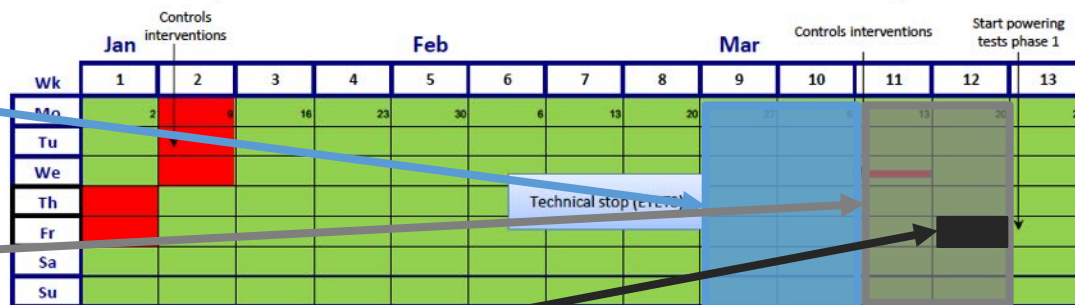 Controls
interventions
Controls interventions
Start powering
tests phase 1
Jan Feb Mar
Wk 1 2 3 4 5 6 7 8 9 10 11 12 13
Mo 2 9 16 23 30 6 13 20 27 6 13 20
Tu
We
Th Technical stop (EYETS)
Fr
Sa
Su